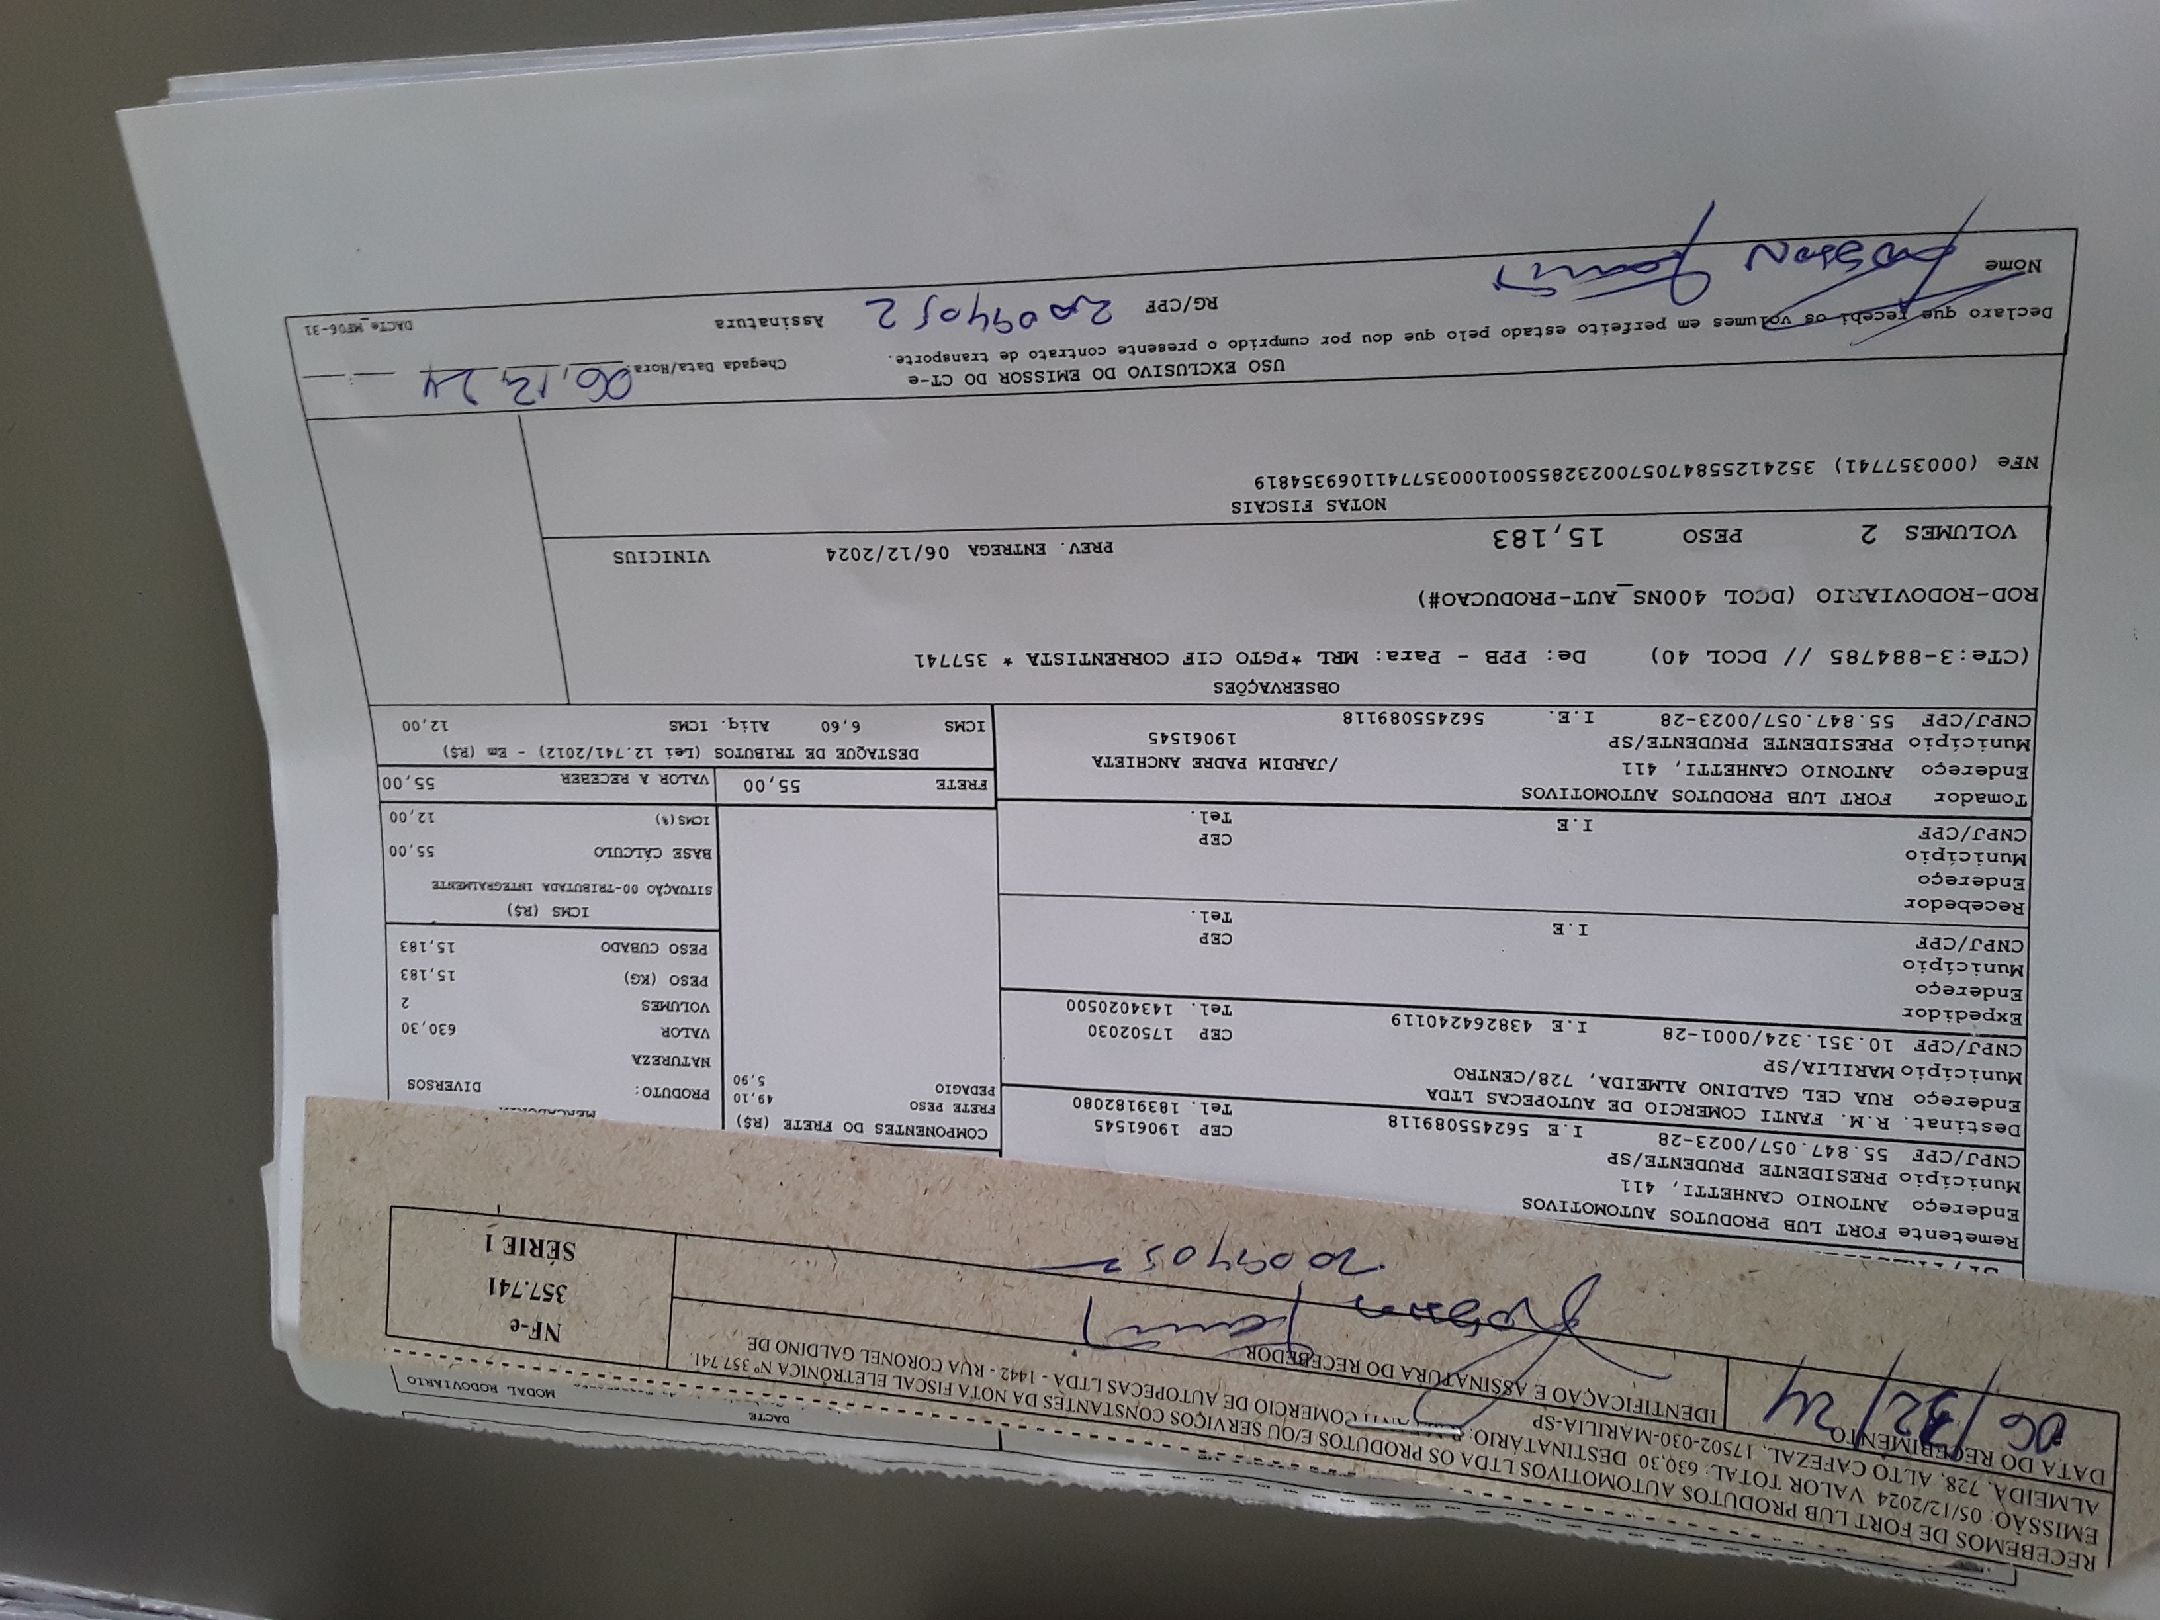 RECEBEMOS DE FORT LUB PRODUTOS AUTOMOTIVOS LTDA OS PRODUTOS E/OU SERVIÇOS CONSTANTES DA NOTA FISCAL ELETRÔNICA Nº 357.741.
EMISSÃO: 05/12/2024 VALOR TOTAL: 630,30 DESTINATÁRIO: COMERCIO DE AUTOPECAS LTDA - 1442 - RUA CORONEL GALDINO DE
ALMEIDA, 728, ALTO CAFEZAL, 17502-030-MARILIA-SP
DATA DO RECEBIMENTO
06/12/24
IDENTIFICAÇÃO E ASSINATURA DO RECEBEDOR
20094052
NF-e
357.741
SÉRIE 1
DACTE
MODAL RODOVIÁRIO
Remetente FORT LUB PRODUTOS AUTOMOTIVOS
Endereço ANTONIO CANHETTI, 411
Município PRESIDENTE PRUDENTE/SP CEP 19061545
CNPJ/CPF 55.847.057/0023-28 I.E 562455089118 Tel. 1839182080
Destinat. R.M. FANTI COMERCIO DE AUTOPECAS LTDA
Endereço RUA CEL GALDINO ALMEIDA, 728/CENTRO
Município MARILIA/SP CEP 17502030
CNPJ/CPF 10.351.324/0001-28 I.E 438264240119 Tel. 1434020500
Expedidor
Endereço
Município CEP
CNPJ/CPF I.E Tel.
Recebedor
Endereço
Município CEP
CNPJ/CPF I.E Tel.
Tomador FORT LUB PRODUTOS AUTOMOTIVOS
Endereço ANTONIO CANHETTI, 411 /JARDIM PADRE ANCHIETA
Município PRESIDENTE PRUDENTE/SP 19061545
CNPJ/CPF 55.847.057/0023-28 I.E. 562455089118
COMPONENTES DO FRETE (R$)
FRETE PESO 49,10
PEDAGIO 5,90
PRODUTO: DIVERSOS
NATUREZA
VALOR 630,30
VOLUMES 2
PESO (KG) 15,183
PESO CUBADO 15,183
ICMS (R$)
SITUAÇÃO 00-TRIBUTADA INTEGRALMENTE
BASE CÁLCULO 55,00
ICMS(%) 12,00
FRETE 55,00 VALOR A RECEBER 55,00
DESTAQUE DE TRIBUTOS (Lei 12.741/2012) - Em (R$)
ICMS 6,60 Aliq. ICMS 12,00
OBSERVAÇÕES
(CTe:3-884785 // DCOL 40) De: PPB - Para: MRL *PGTO CIF CORRENTISTA * 357741
ROD-RODOVIARIO (DCOL 400NS_AUT-PRODUCAO#)
VOLUMES 2 PESO 15,183 PREV. ENTREGA 06/12/2024 VINICIUS
NOTAS FISCAIS
NFe (000357741) 35241255847057002328550010003577411069354819
USO EXCLUSIVO DO EMISSOR DO CT-e
Declaro que recebi os volumes em perfeito estado pelo que dou por cumprido o presente contrato de transporte.
Chegada Data/Hora 06,12,24
Nome RG/CPF 20094052 Assinatura
DACTe_MF06-31